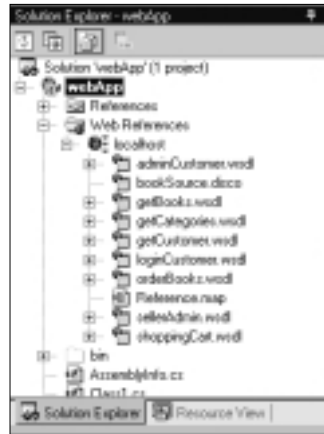 Solution Explorer - webApp
Solution 'webApp' (1 project)
webApp
References
Web References
localhost
adminCustomer.wsdl
bookSource.disco
getBooks.wsdl
getCategories.wsdl
getCustomer.wsdl
loginCustomer.wsdl
orderBooks.wsdl
Reference.map
sellerAdmin.wsdl
shoppingCart.wsdl
bin
AssemblyInfo.cs
Class1.cs
Solution Explorer
Resource View